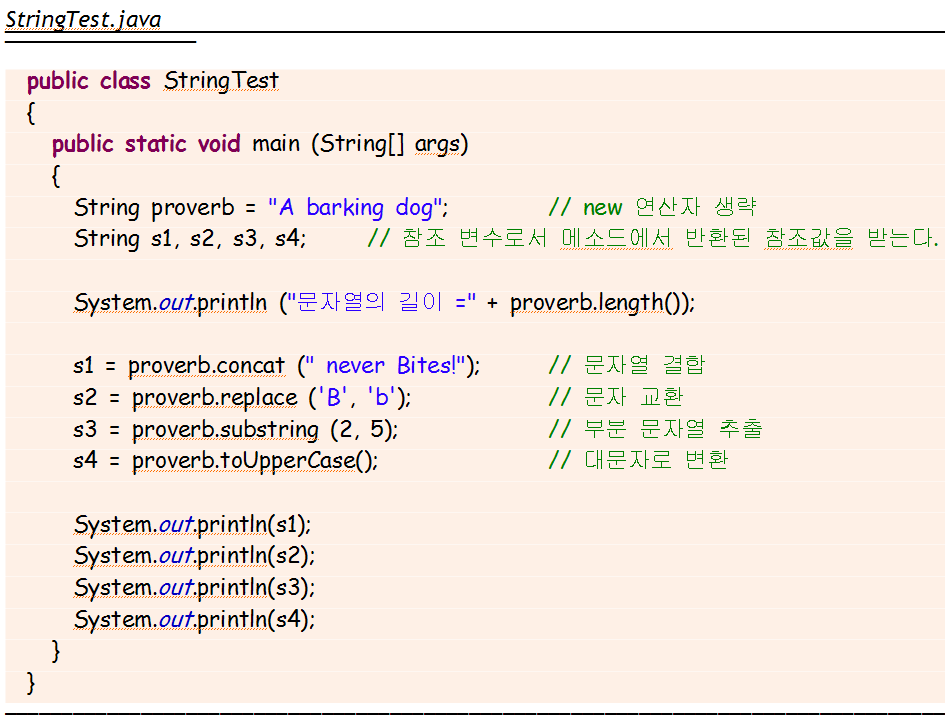 StringTest.java
public class StringTest
{
public static void main (String[] args)
{
String proverb = "A barking dog"; // new 연산자 생략
String s1, s2, s3, s4; // 참조 변수로서 메소드에서 반환된 참조값을 받는다.
System.out.println ("문자열의 길이 =" + proverb.length());
s1 = proverb.concat (" never Bites!"); // 문자열 결합
s2 = proverb.replace ('B', 'b'); // 문자 교환
s3 = proverb.substring (2, 5); // 부분 문자열 추출
s4 = proverb.toUpperCase(); // 대문자로 변환
System.out.println(s1);
System.out.println(s2);
System.out.println(s3);
System.out.println(s4);
}
}